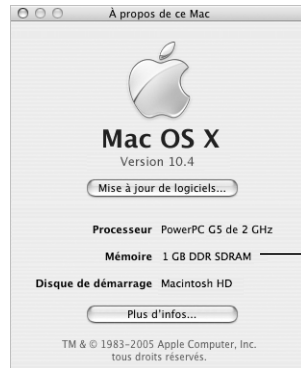 À propos de ce Mac
Mac OS X
Version 10.4
Mise à jour de logiciels...
Processeur PowerPC G5 de 2 GHz
Mémoire 1 GB DDR SDRAM
Disque de démarrage Macintosh HD
Plus d'infos...
TM & © 1983-2005 Apple Computer, Inc.
tous droits réservés.